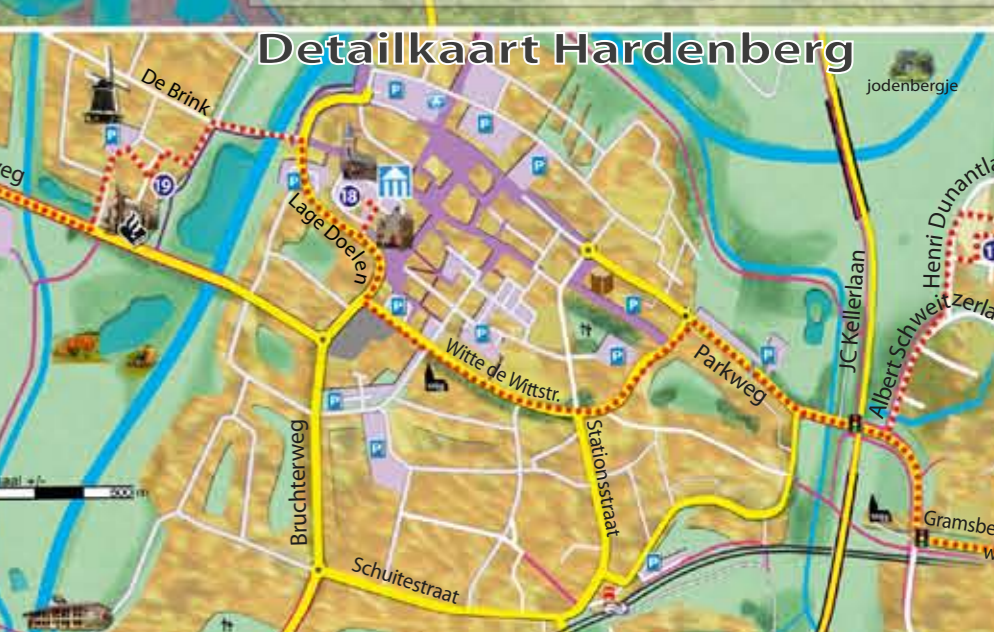 Detailkaart Hardenberg
jodenbergje
De Brink
P
P
P
P
P
P
19
18
Lage Doelen
JC Kellerlaan
Henri Dunantla
Albert Schweitzerla
P
P
P
P
P
Witte de Wittstr.
Parkweg
P
P
Bruchterweg
Stationsstraat
500 m
Gramsbe
Schuitestraat
P